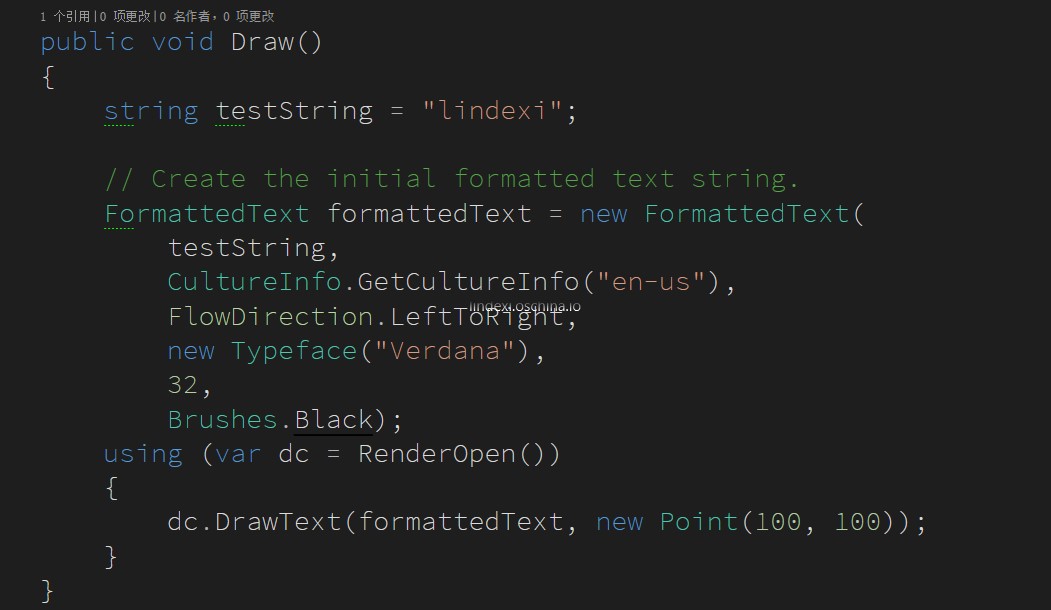 1 个引用|0 项更改|0 名作者，0 项更改
public void Draw()
{
    string testString = "lindexi";

    // Create the initial formatted text string.
    FormattedText formattedText = new FormattedText(
        testString,
        CultureInfo.GetCultureInfo("en-us"),
lindexi.oschina.io
        FlowDirection.LeftToRight,
        new Typeface("Verdana"),
        32,
        Brushes.Black);
    using (var dc = RenderOpen())
    {
        dc.DrawText(formattedText, new Point(100, 100));
    }
}